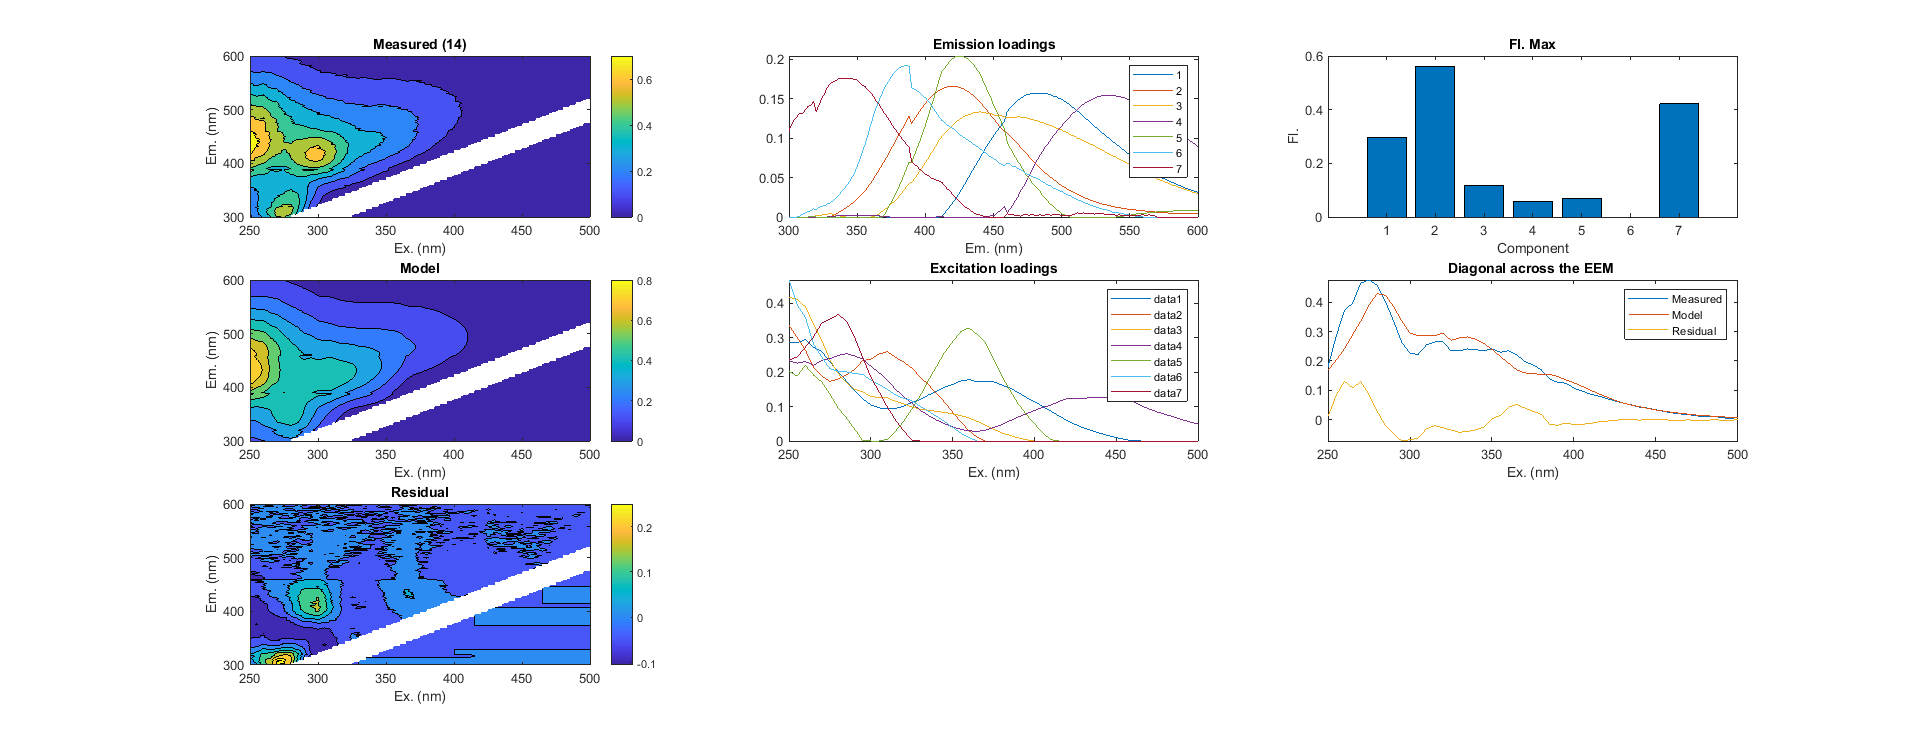 Measured (14)
600
500
400
300
250 300 350 400 450 500
Em. (nm)
Ex. (nm)
0.6
0.4
0.2
0
Emission loadings
0.2
0.15
0.1
0.05
0
300 350 400 450 500 550 600
Em. (nm)
1
2
3
4
5
6
7
Fl. Max
0.6
0.4
0.2
0
Fl.
1 2 3 4 5 6 7
Component
Model
600
500
400
300
250 300 350 400 450 500
Em. (nm)
Ex. (nm)
0.8
0.6
0.4
0.2
0
Excitation loadings
0.4
0.3
0.2
0.1
0
250 300 350 400 450 500
Ex. (nm)
data1
data2
data3
data4
data5
data6
data7
Diagonal across the EEM
0.4
0.3
0.2
0.1
0
250 300 350 400 450 500
Ex. (nm)
Measured
Model
Residual
Residual
600
500
400
300
250 300 350 400 450 500
Em. (nm)
Ex. (nm)
0.2
0.1
0
-0.1